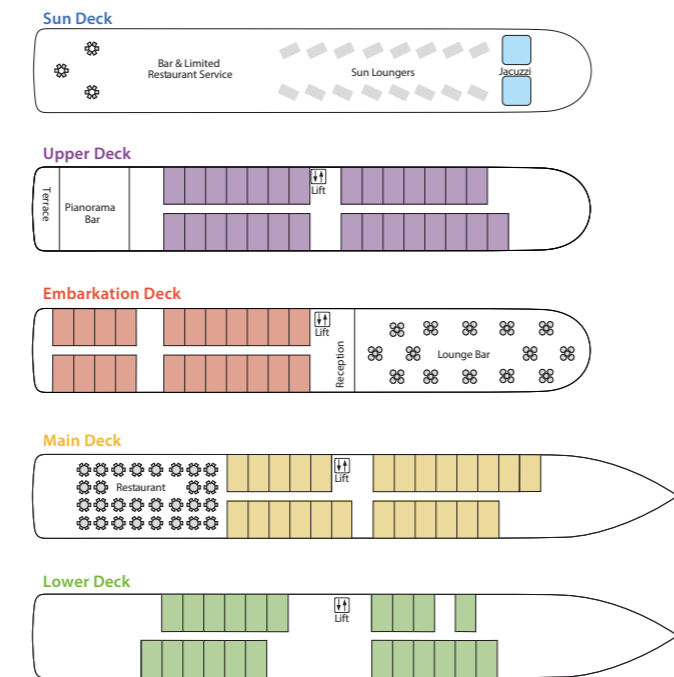 Sun Deck
Bar & Limited
Restaurant Service
Sun Loungers
Jacuzzi
Upper Deck
Terrace
Pianorama
Bar
Lift
Embarkation Deck
Lift
Reception
Lounge Bar
Main Deck
Restaurant
Lift
Lower Deck
Lift